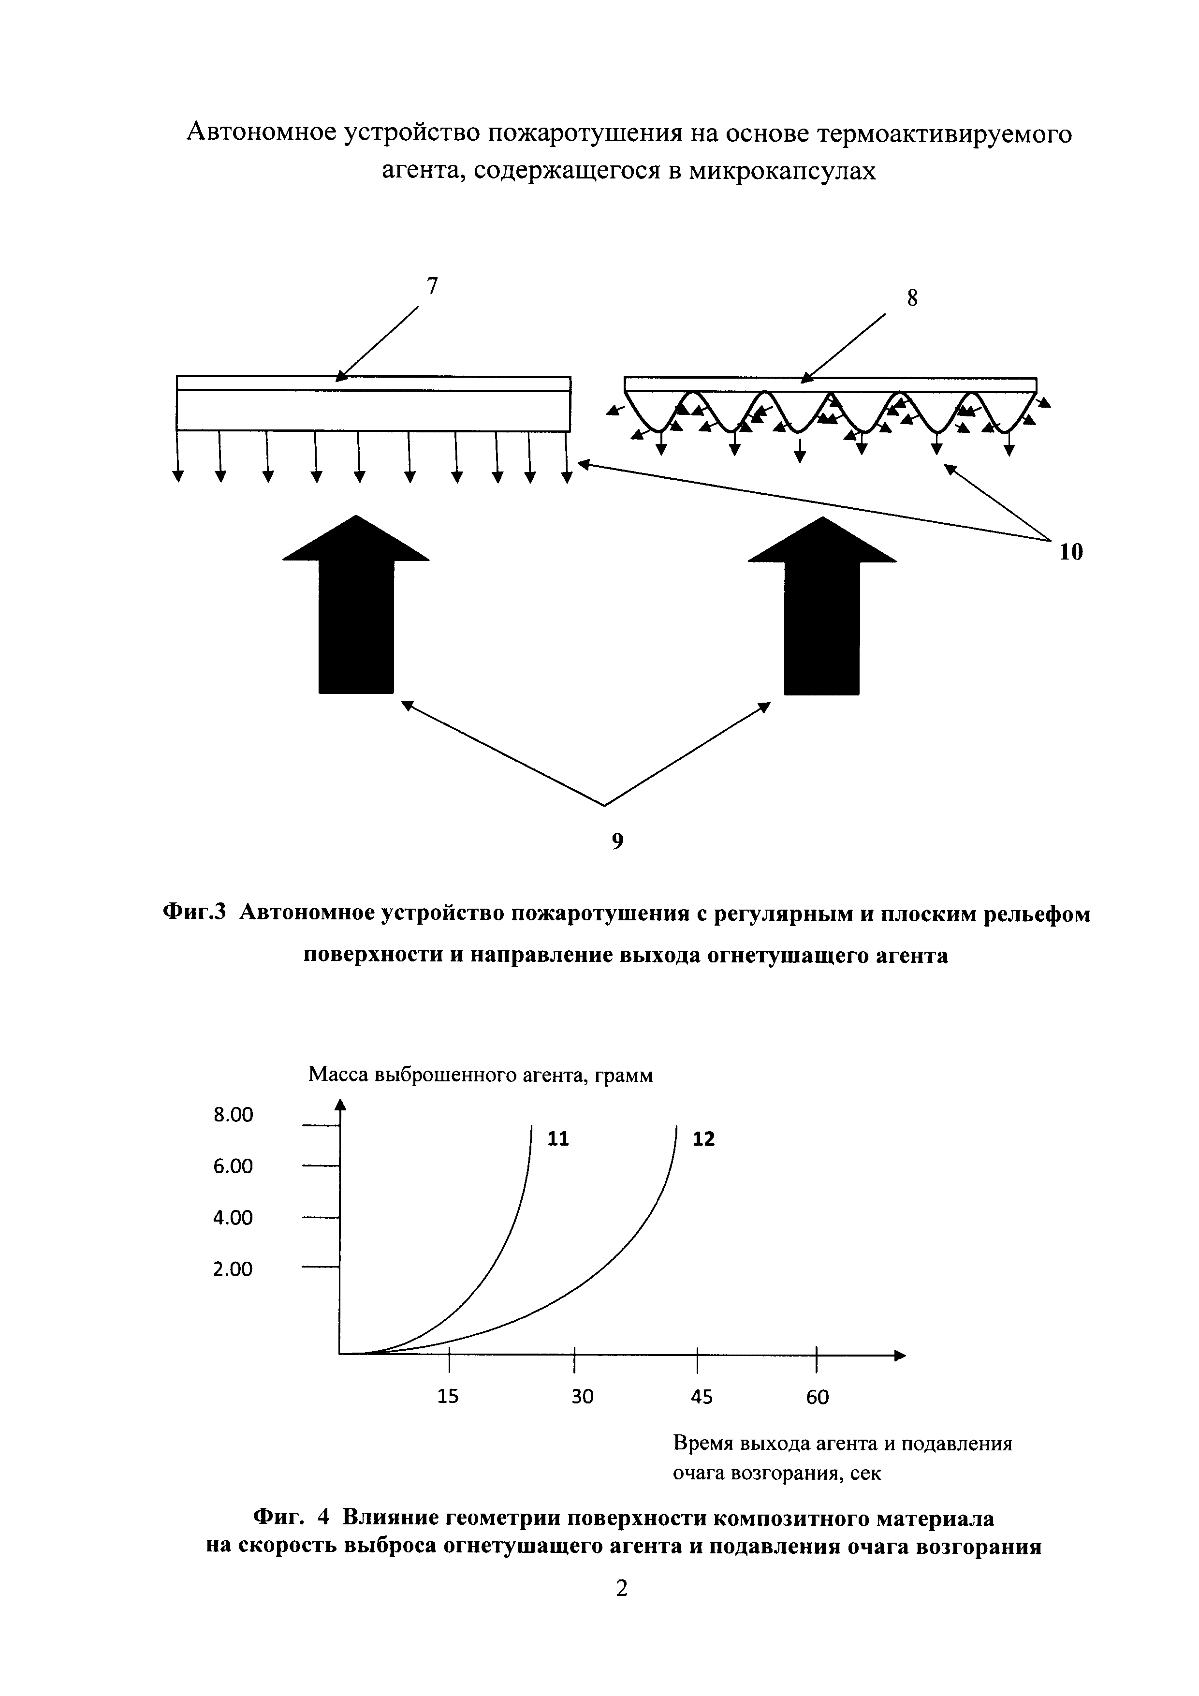 Автономное устройство пожаротушения на основе термоактивируемого
агента, содержащегося в микрокапсулах
7
8
10
9
Фиг.3 Автономное устройство пожаротушения с регулярным и плоским рельефом
поверхности и направление выхода огнетушащего агента
Масса выброшенного агента, грамм
8.00
11
12
6.00
4.00
2.00
15 30 45 60
Время выхода агента и подавления
очага возгорания, сек
Фиг. 4 Влияние геометрии поверхности композитного материала
на скорость выброса огнетушащего агента и подавления очага возгорания
2